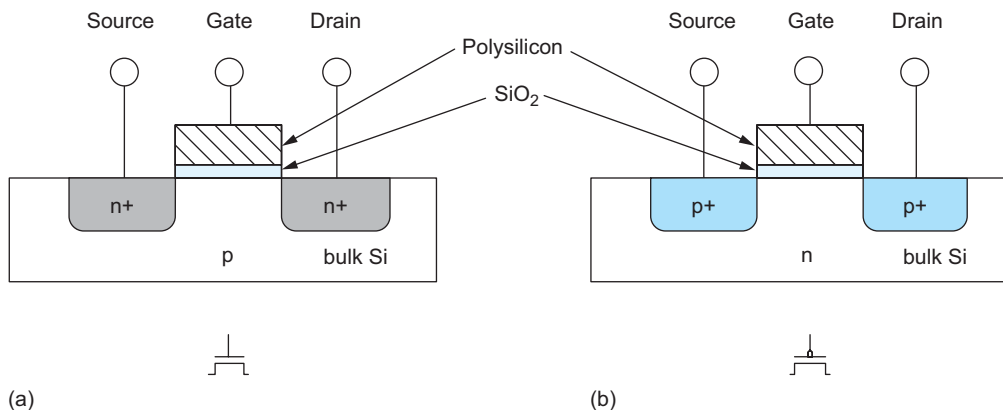 Source Gate Drain
Polysilicon
SiO₂
n+ n+
p bulk Si
(a)
Source Gate Drain
p+ p+
n bulk Si
(b)